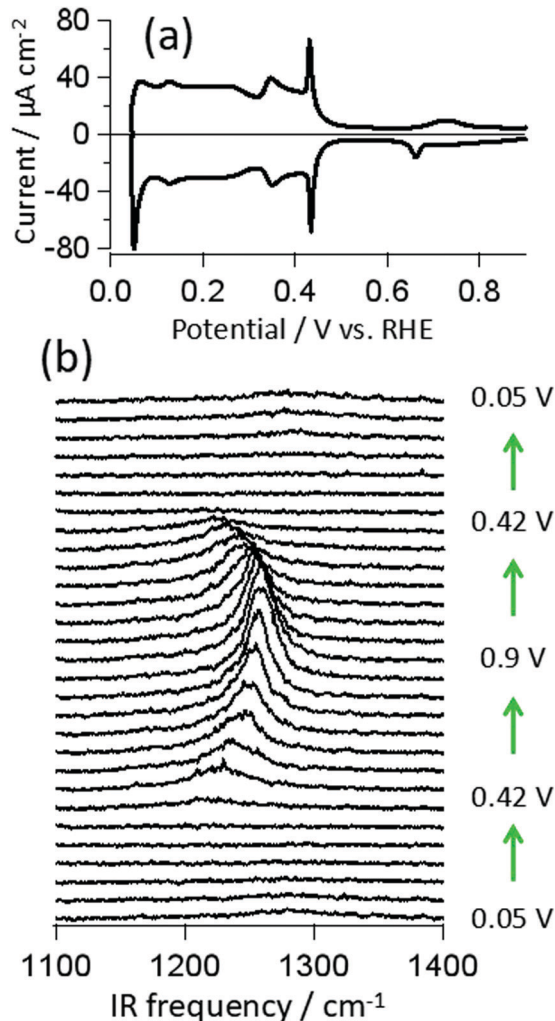 (a)
Current / µA cm⁻²
80
40
0
-40
-80
0.0 0.2 0.4 0.6 0.8
Potential / V vs. RHE
(b)
0.05 V
0.42 V
0.9 V
0.42 V
0.05 V
1100 1200 1300 1400
IR frequency / cm⁻¹